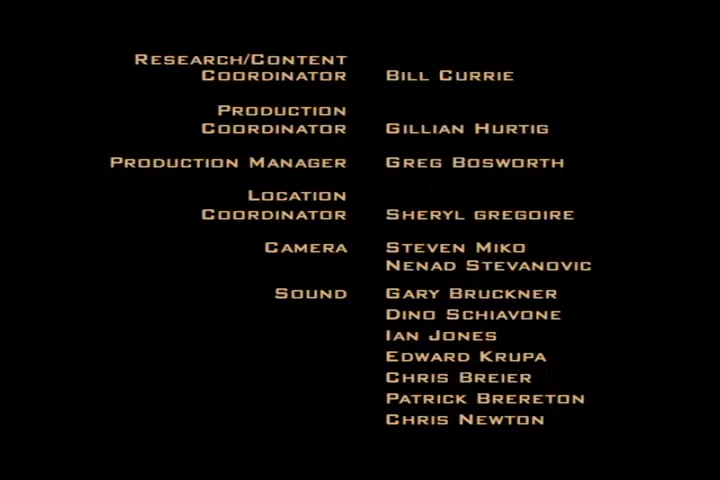 Research/Content
Coordinator Bill Currie
Production
Coordinator Gillian Hurtig
Production Manager Greg Bosworth
Location
Coordinator Sheryl gregoire
Camera Steven Miko
Nenad Stevanovic
Sound Gary Bruckner
Dino Schiavone
Ian Jones
Edward Krupa
Chris Breier
Patrick Brereton
Chris Newton